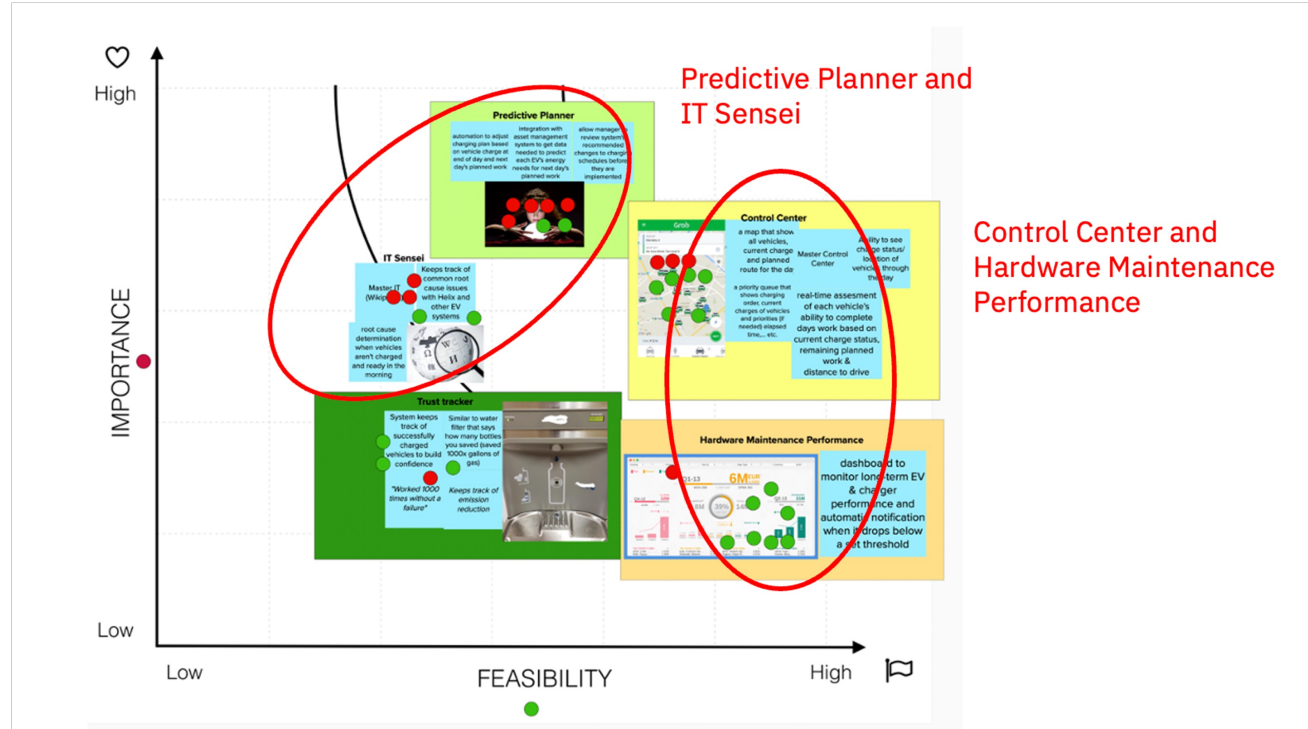 Predictive Planner and
IT Sensei
Control Center and
Hardware Maintenance
Performance
High
IMPORTANCE
Low
Low
FEASIBILITY
High
Predictive Planner
automation to adjust
charging plan based
on vehicle charge at
end of day and next
day's planned work
integration with
asset management
system to get data
needed to predict
each EV's energy
needs for next day's
planned work
allow manager to
review system's
recommended
changes to charging
schedules before
they are
implemented
IT Sensei
Master IT
Keeps track of
common root
cause issues
with Helix and
other EV
systems
root cause
determination
when vehicles
aren't charged
and ready in the
morning
Control Center
Grab
a map that show
all vehicles,
current charge
and planned
route for the da
a priority queue that
shows charging
order, current
charges of vehicles
and priorities (if
needed) elapsed
time,... etc.
Master Control
Center
Ability to see
charge status/
location of
vehicles through
the day
real-time assesment
of each vehicle's
ability to complete
days work based on
current charge status,
remaining planned
work &
distance to drive
Trust tracker
System keeps
track of
successfully
charged
vehicles to build
confidence
"Worked 1000
times without a
failure"
Similar to water
filter that says
how many bottles
you saved (saved
1000x gallons of
gas)
Keeps track of
emission
reduction
Hardware Maintenance Performance
Q1-13
6M EUR
39%
dashboard to
monitor long-term EV
& charger
performance and
automatic notification
when it drops below
a set threshold